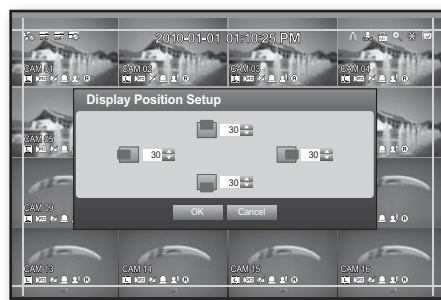 2010-01-01 01:10:25 PM
CAM 01
CAM 02
CAM 03
CAM 04
Display Position Setup
30
CAM 05
30
30
30
CAM 09
OK
Cancel
CAM 13
CAM 14
CAM 15
CAM 16